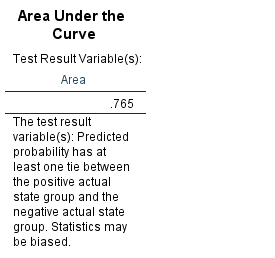 Area Under the
Curve
Test Result Variable(s):
Area
.765
The test result
variable(s): Predicted
probability has at
least one tie between
the positive actual
state group and the
negative actual state
group. Statistics may
be biased.